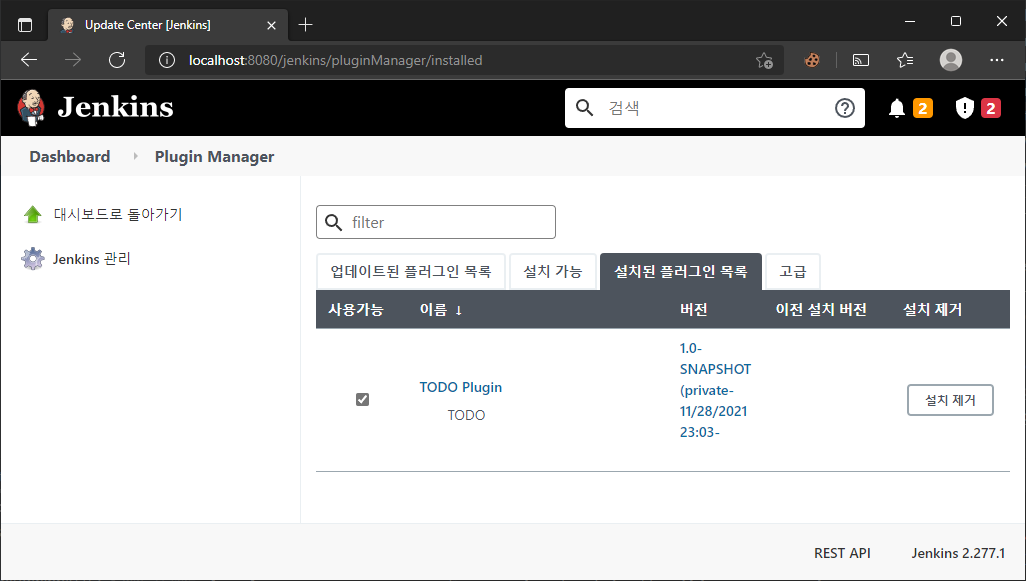 Update Center [Jenkins]
localhost:8080/jenkins/pluginManager/installed
Jenkins
검색
2
2
Dashboard
Plugin Manager
대시보드로 돌아가기
Jenkins 관리
filter
업데이트된 플러그인 목록
설치 가능
설치된 플러그인 목록
고급
사용가능
이름 ↓
버전
이전 설치 버전
설치 제거
TODO Plugin
TODO
1.0-
SNAPSHOT
(private-
11/28/2021
23:03-
설치 제거
REST API
Jenkins 2.277.1